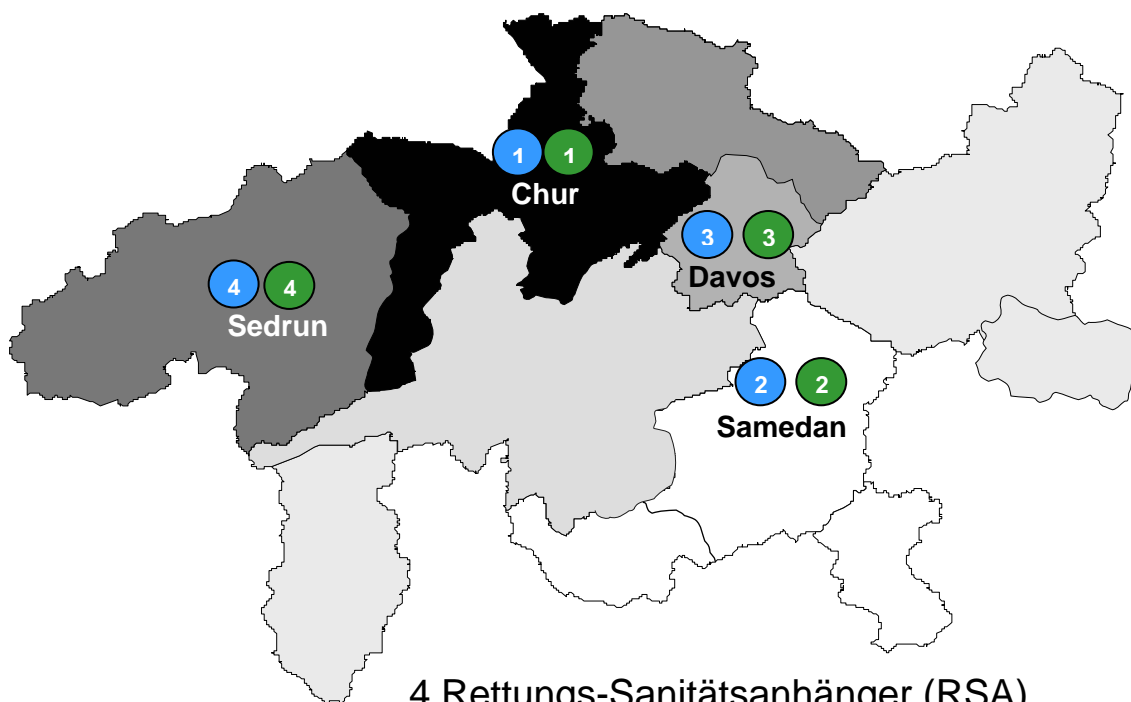 1 1
Chur
3 3
Davos
4 4
Sedrun
2 2
Samedan
4 Rettungs-Sanitätsanhänger (RSA)